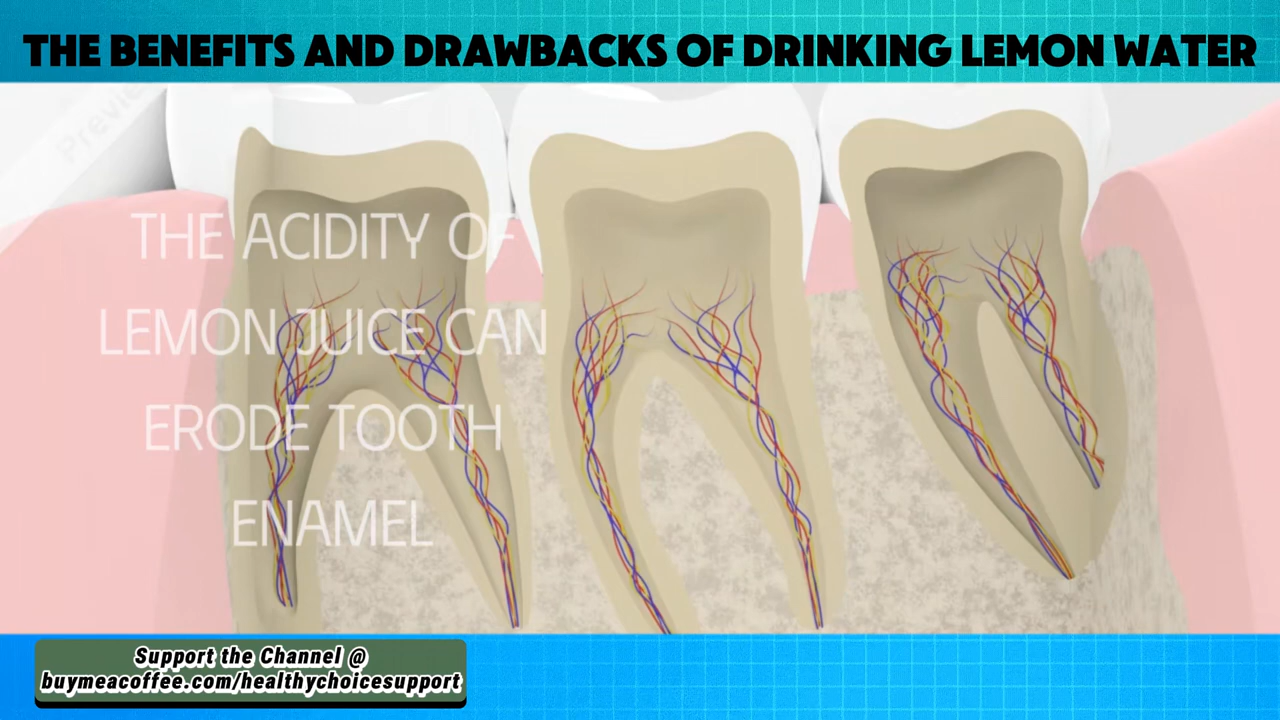 THE BENEFITS AND DRAWBACKS OF DRINKING LEMON WATER
THE ACIDITY OF
LEMON JUICE CAN
ERODE TOOTH
ENAMEL
Support the Channel @
buymeacoffee.com/healthychoicesupport